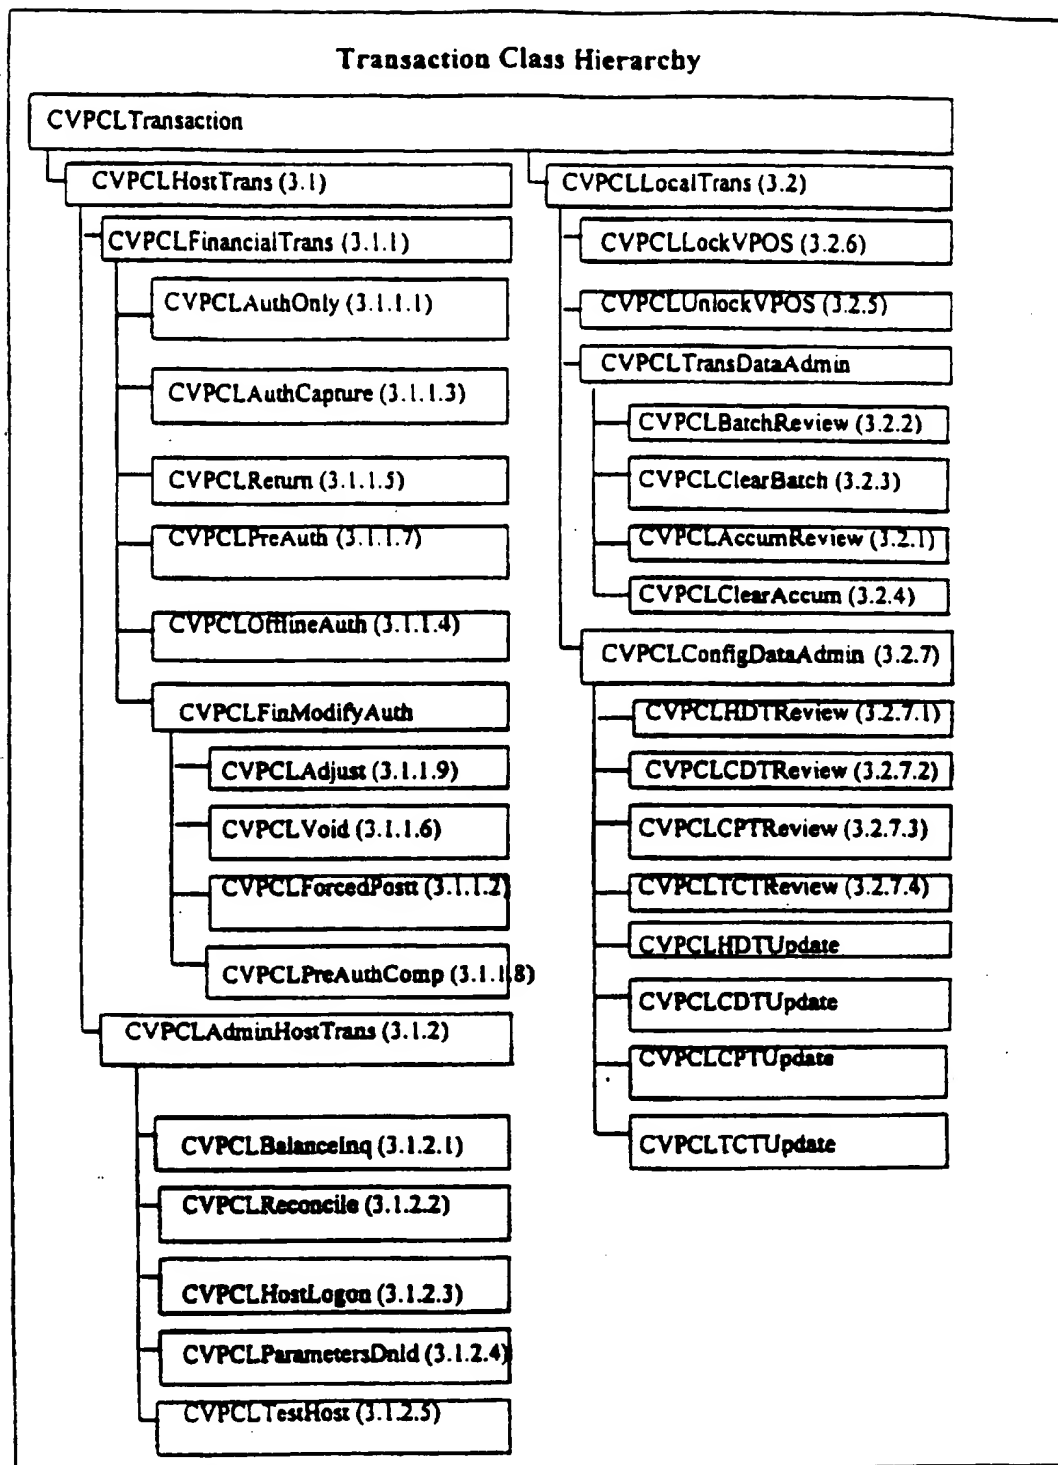 Transaction Class Hierarchy
CVPCLTransaction
CVPCLHostTrans (3.1)
CVPCLFinancialTrans (3.1.1)
CVPCLAuthOnly (3.1.1.1)
CVPCLAuthCapture (3.1.1.3)
CVPCLReturn (3.1.1.5)
CVPCLPreAuth (3.1.1.7)
CVPCLOfflineAuth (3.1.1.4)
CVPCLFinModifyAuth
CVPCLAdjust (3.1.1.9)
CVPCLVoid (3.1.1.6)
CVPCLForcedPostt (3.1.1.2)
CVPCLPreAuthComp (3.1.1.8)
CVPCLAdminHostTrans (3.1.2)
CVPCLBalanceInq (3.1.2.1)
CVPCLReconcile (3.1.2.2)
CVPCLHostLogon (3.1.2.3)
CVPCLParametersDnld (3.1.2.4)
CVPCLTestHost (3.1.2.5)
CVPCLLocalTrans (3.2)
CVPCLLockVPOS (3.2.6)
CVPCLUnlockVPOS (3.2.5)
CVPCLTransDataAdmin
CVPCLBatchReview (3.2.2)
CVPCLClearBatch (3.2.3)
CVPCLAccumReview (3.2.1)
CVPCLClearAccum (3.2.4)
CVPCLConfigDataAdmin (3.2.7)
CVPCLHDTReview (3.2.7.1)
CVPCLCDTReview (3.2.7.2)
CVPCLCPTReview (3.2.7.3)
CVPCLTCTReview (3.2.7.4)
CVPCLHDTUpdate
CVPCLCDTUpdate
CVPCLCPTUpdate
CVPCLTCTUpdate